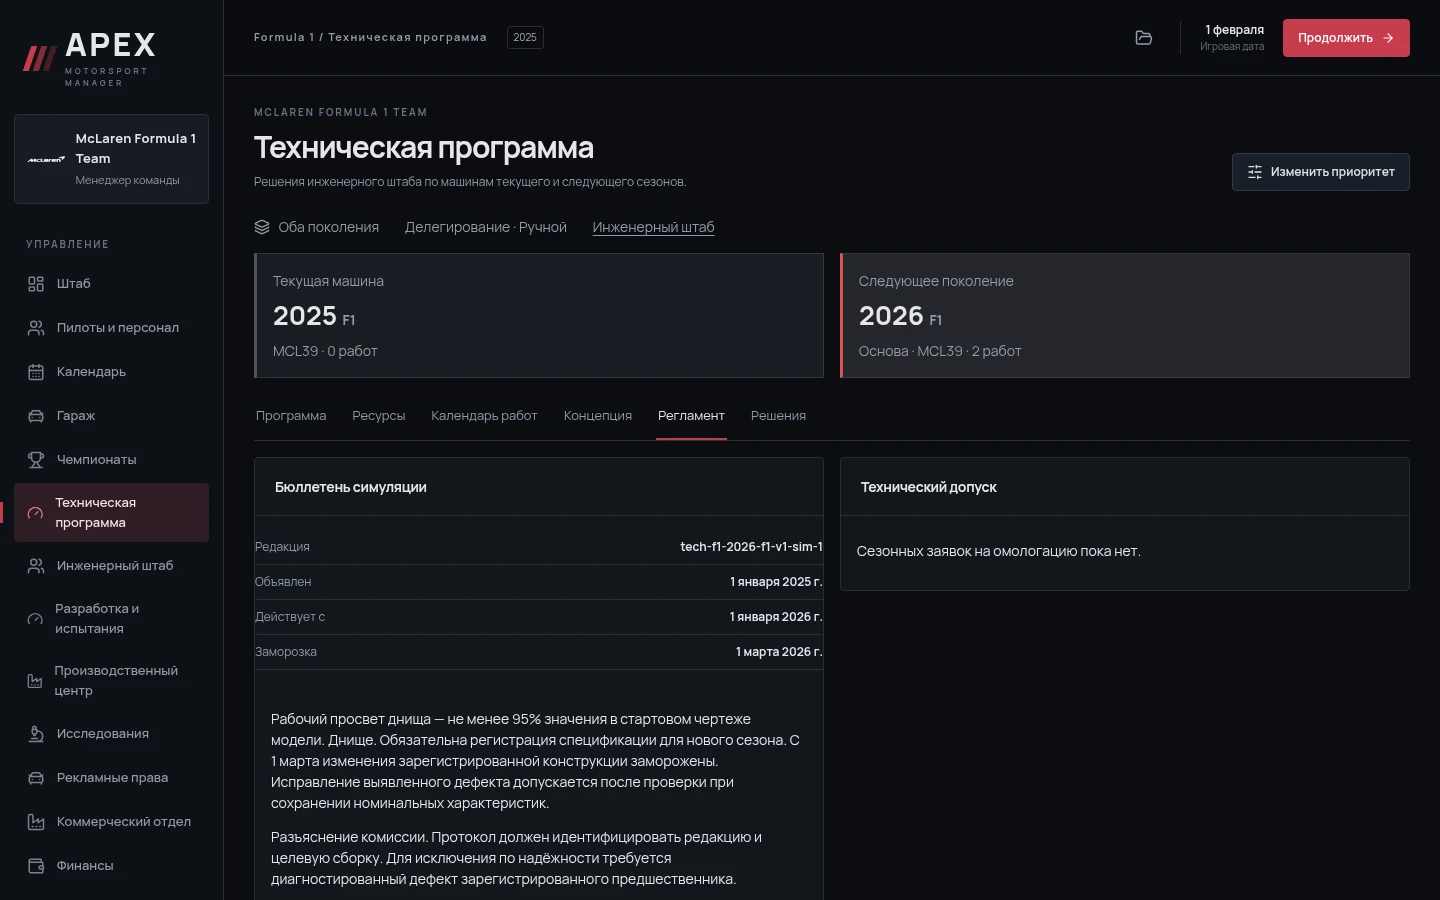 APEX
MOTORSPORT
MANAGER
McLaren
McLaren Formula 1
Team
Менеджер команды
УПРАВЛЕНИЕ
Штаб
Пилоты и персонал
Календарь
Гараж
Чемпионаты
Техническая
программа
Инженерный штаб
Разработка и
испытания
Производственный
центр
Исследования
Рекламные права
Коммерческий отдел
Финансы
Formula 1 / Техническая программа
2025
1 февраля
Игровая дата
Продолжить
MCLAREN FORMULA 1 TEAM
Техническая программа
Решения инженерного штаба по машинам текущего и следующего сезонов.
Изменить приоритет
Оба поколения
Делегирование · Ручной
Инженерный штаб
Текущая машина
2025 F1
MCL39 · 0 работ
Следующее поколение
2026 F1
Основа · MCL39 · 2 работ
Программа
Ресурсы
Календарь работ
Концепция
Регламент
Решения
Бюллетень симуляции
Редакция
tech-f1-2026-f1-v1-sim-1
Объявлен
1 января 2025 г.
Действует с
1 января 2026 г.
Заморозка
1 марта 2026 г.
Рабочий просвет днища — не менее 95% значения в стартовом чертеже
модели. Днище. Обязательна регистрация спецификации для нового сезона. С
1 марта изменения зарегистрированной конструкции заморожены.
Исправление выявленного дефекта допускается после проверки при
сохранении номинальных характеристик.
Разъяснение комиссии. Протокол должен идентифицировать редакцию и
целевую сборку. Для исключения по надёжности требуется
диагностированный дефект зарегистрированного предшественника.
Технический допуск
Сезонных заявок на омологацию пока нет.